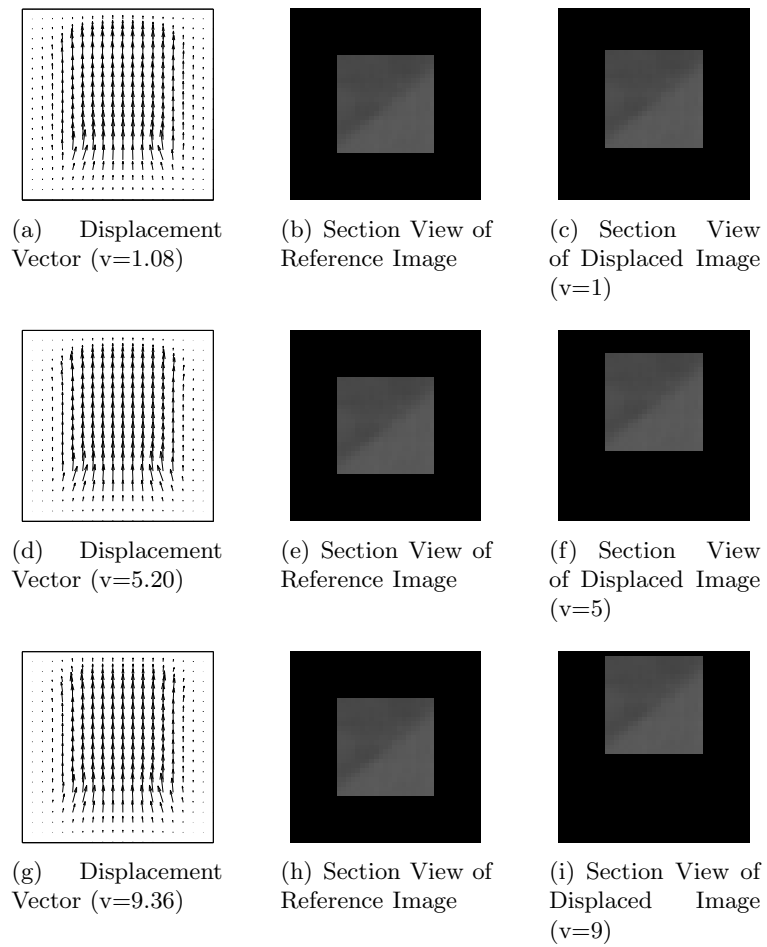 (a) Displacement
Vector (v=1.08)
(b) Section View of
Reference Image
(c) Section View
of Displaced Image
(v=1)
(d) Displacement
Vector (v=5.20)
(e) Section View of
Reference Image
(f) Section View
of Displaced Image
(v=5)
(g) Displacement
Vector (v=9.36)
(h) Section View of
Reference Image
(i) Section View of
Displaced Image
(v=9)